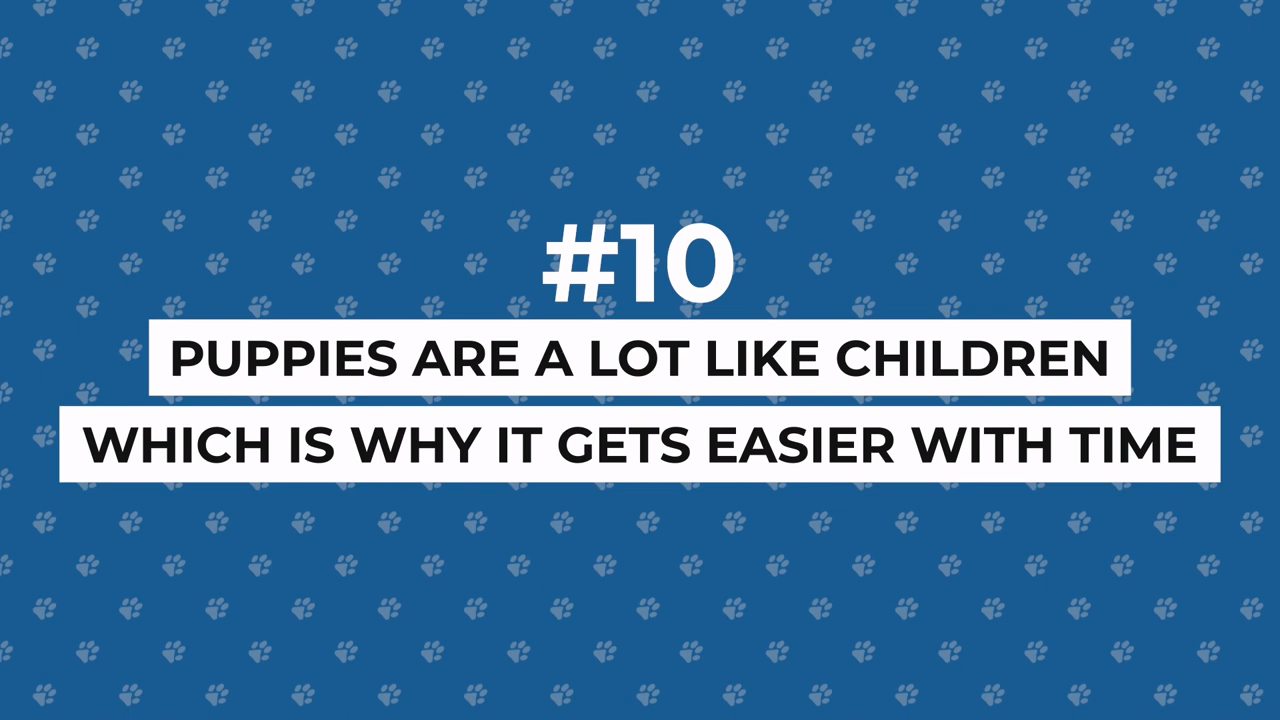 #10
PUPPIES ARE A LOT LIKE CHILDREN
WHICH IS WHY IT GETS EASIER WITH TIME